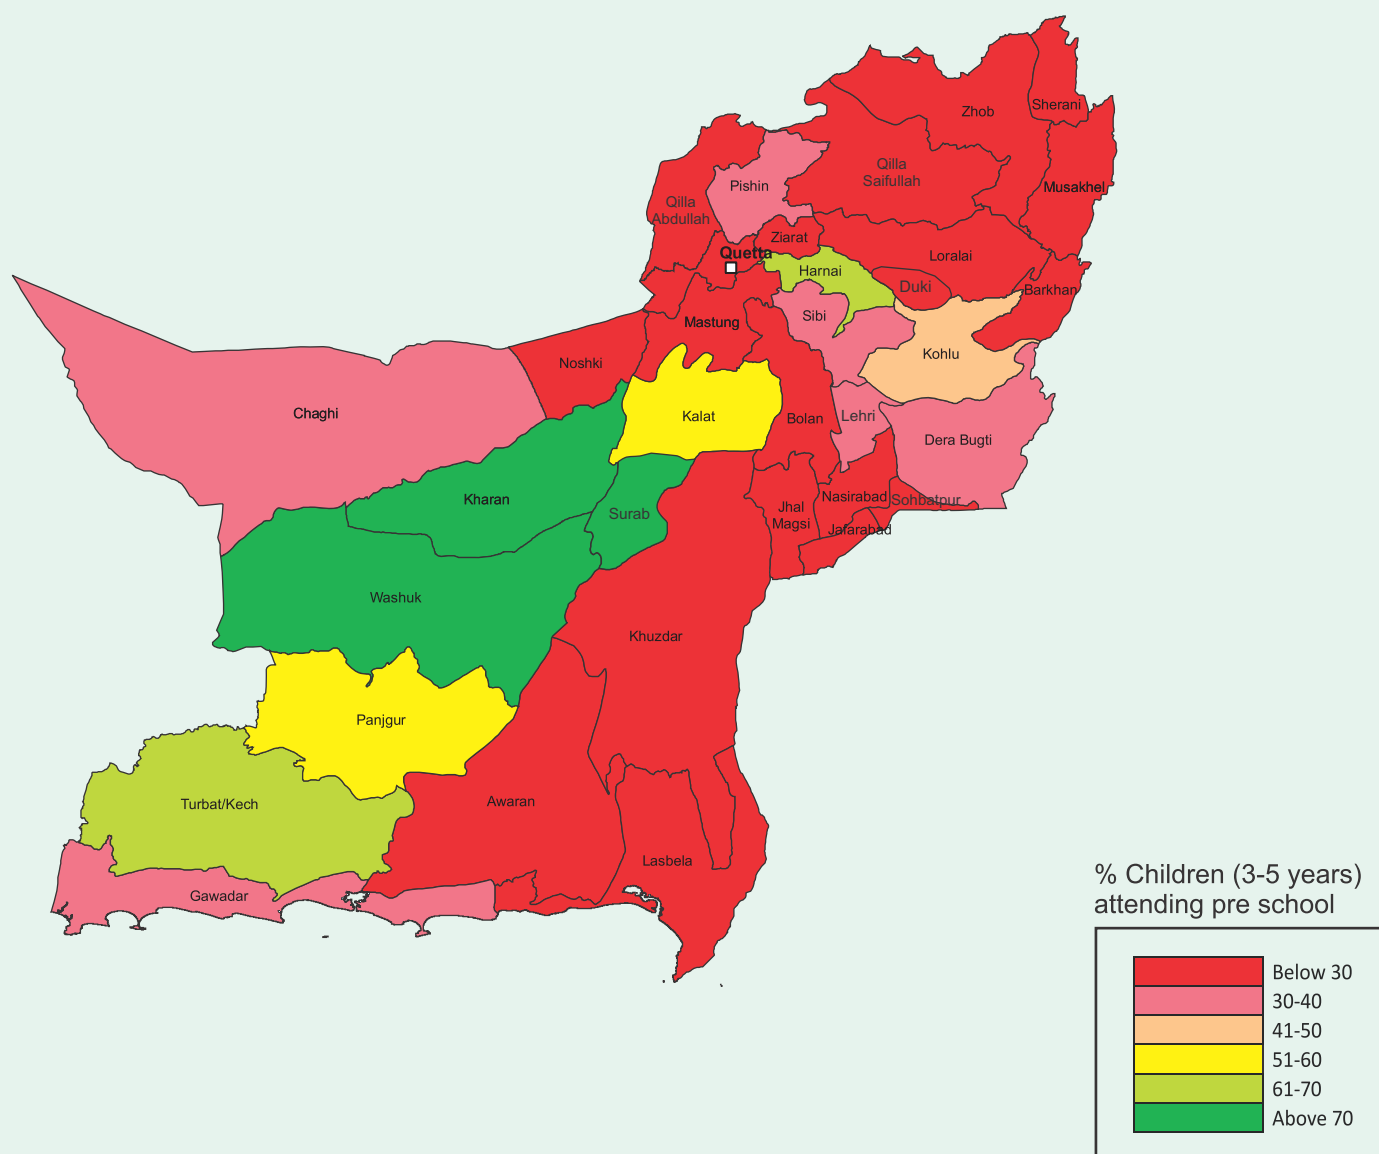 Zhob
Sherani
Qilla
Saifullah
Pishin
Musakhel
Qilla
Abdullah
Ziarat
Quetta
Loralai
Harnai
Duki
Barkhan
Sibi
Mastung
Kohlu
Noshki
Chaghi
Kalat
Bolan
Lehri
Dera Bugti
Kharan
Nasirabad
Sohbatpur
Surab
Jhal
Magsi
Jafarabad
Washuk
Khuzdar
Panjgur
Turbat/Kech
Awaran
Lasbela
Gawadar
% Children (3-5 years)
attending pre school
Below 30
30-40
41-50
51-60
61-70
Above 70